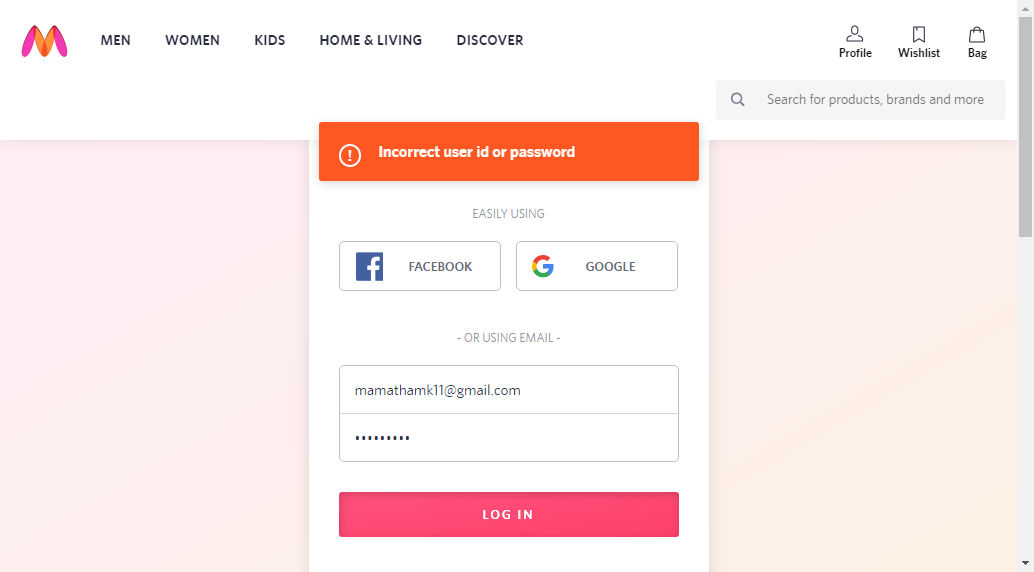 MEN WOMEN KIDS HOME & LIVING DISCOVER
Profile Wishlist Bag
Search for products, brands and more
Incorrect user id or password
EASILY USING
FACEBOOK GOOGLE
- OR USING EMAIL -
mamathamk11@gmail.com
•••••••••
LOG IN